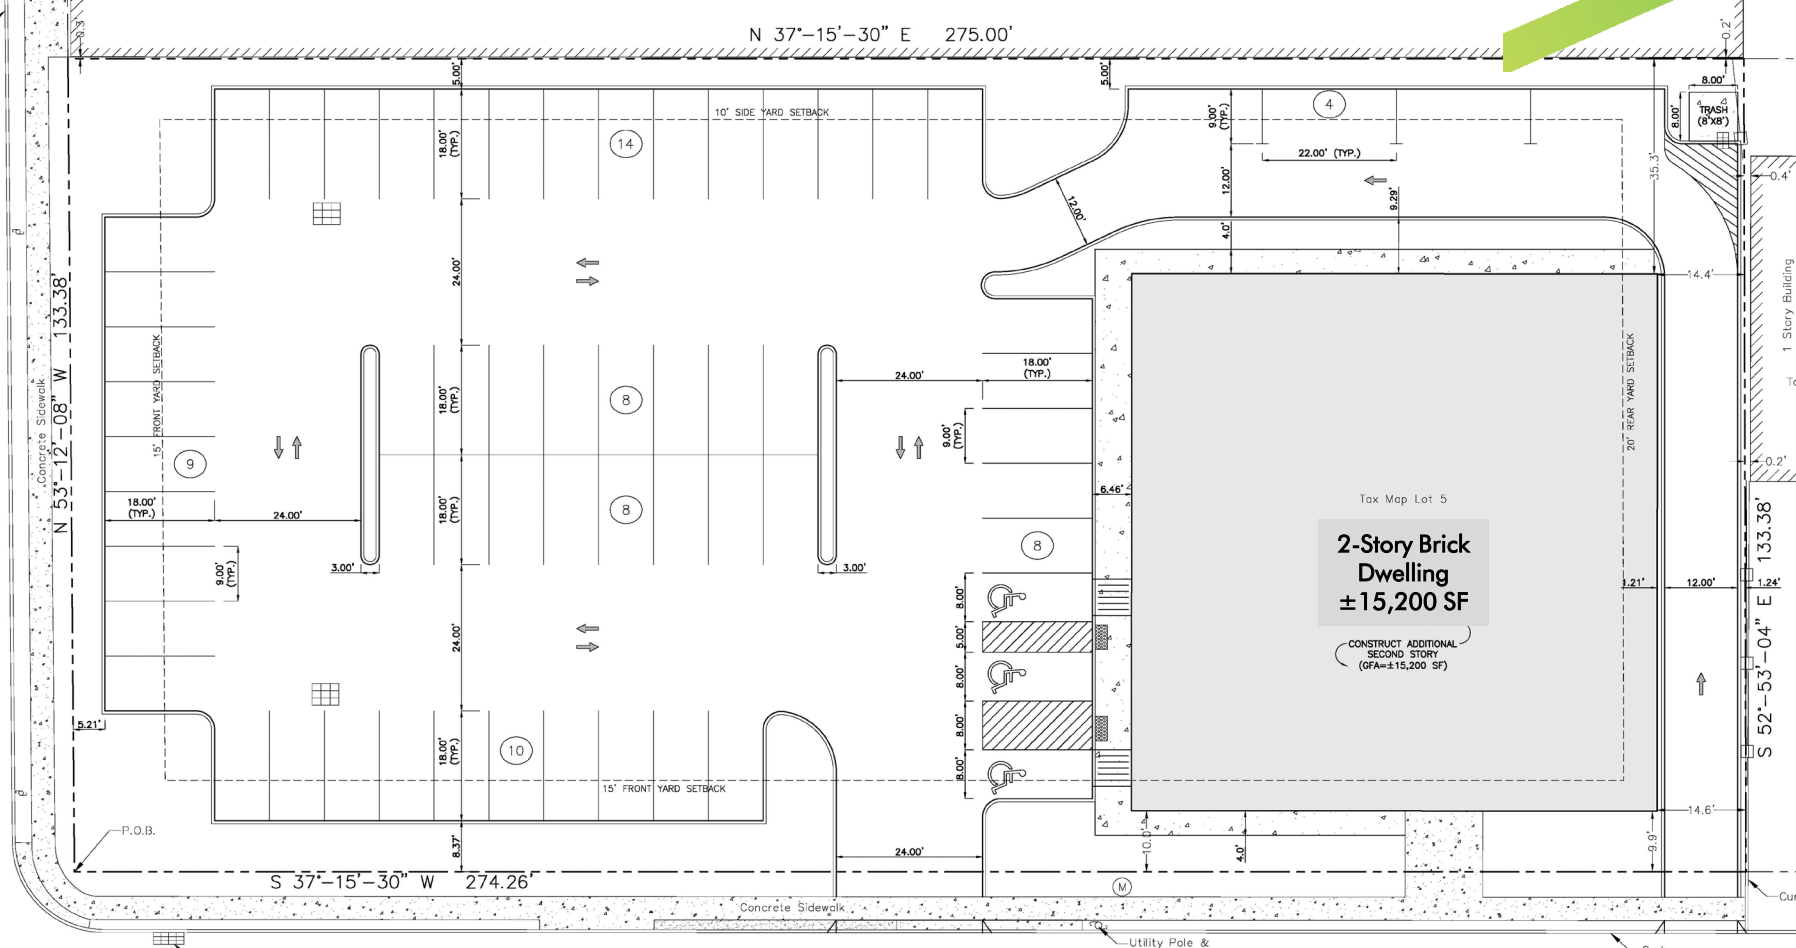 N 37°-15'-30" E 275.00'
0.3'
0.2'
5.00'
5.00'
8.00'
8.00'
TRASH
(8'X8')
10' SIDE YARD SETBACK
14
18.00'
(TYP.)
9.00'
(TYP.)
4
22.00' (TYP.)
12.00'
12.00'
9.29'
4.0'
35.3'
0.4'
24.00'
14.4'
1 Story Building
N 53°-12'-08" W 133.38'
Concrete Sidewalk
15' FRONT YARD SETBACK
20' REAR YARD SETBACK
18.00'
(TYP.)
8
24.00'
18.00'
(TYP.)
9.00'
(TYP.)
9
18.00'
(TYP.)
24.00'
18.00'
(TYP.)
8
6.46'
0.2'
Tax Map Lot 5
2-Story Brick
Dwelling
±15,200 SF
CONSTRUCT ADDITIONAL
SECOND STORY
(GFA=±15,200 SF)
8
9.00'
(TYP.)
3.00'
3.00'
1.21'
12.00'
1.24'
S 52°-53'-04" E 133.38'
8.00'
5.00'
8.00'
8.00'
8.00'
24.00'
5.21'
18.00'
(TYP.)
10
15' FRONT YARD SETBACK
14.6'
P.O.B.
8.37'
24.00'
10.0'
4.0'
9.9'
S 37°-15'-30" W 274.26'
M
Concrete Sidewalk
Utility Pole &